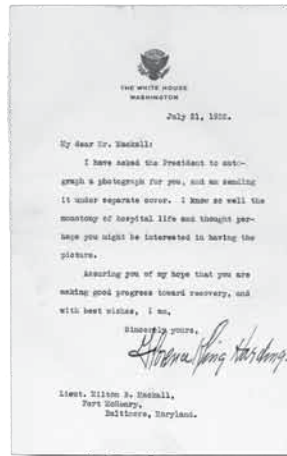 THE WHITE HOUSE
WASHINGTON
July 21, 1922.
My dear Mr. Mackall:
I have asked the President to auto-
graph a photograph for you, and am sending
it under separate cover. I know so well the
monotony of hospital life and thought per-
haps you might be interested in having the
picture.
Assuring you of my hope that you are
making good progress toward recovery, and
with best wishes, I am,
Sincerely yours,
Florence Kling Harding.
Lieut. Milton B. Mackall,
Fort McHenry,
Baltimore, Maryland.